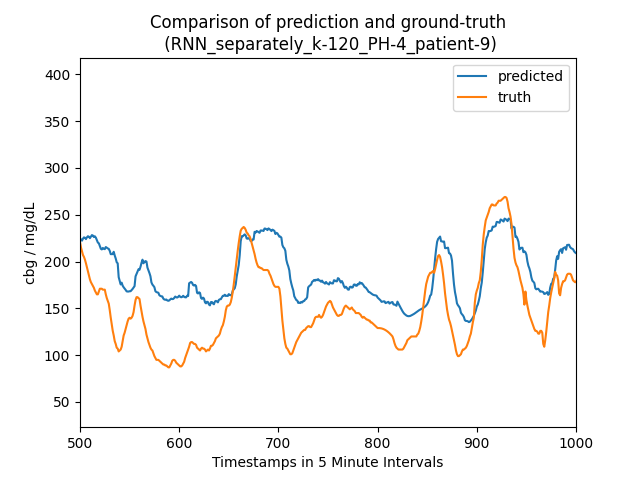 Comparison of prediction and ground-truth
(RNN_separately_k-120_PH-4_patient-9)
predicted
truth
400
350
300
250
200
150
100
50
cbg / mg/dL
500 600 700 800 900 1000
Timestamps in 5 Minute Intervals